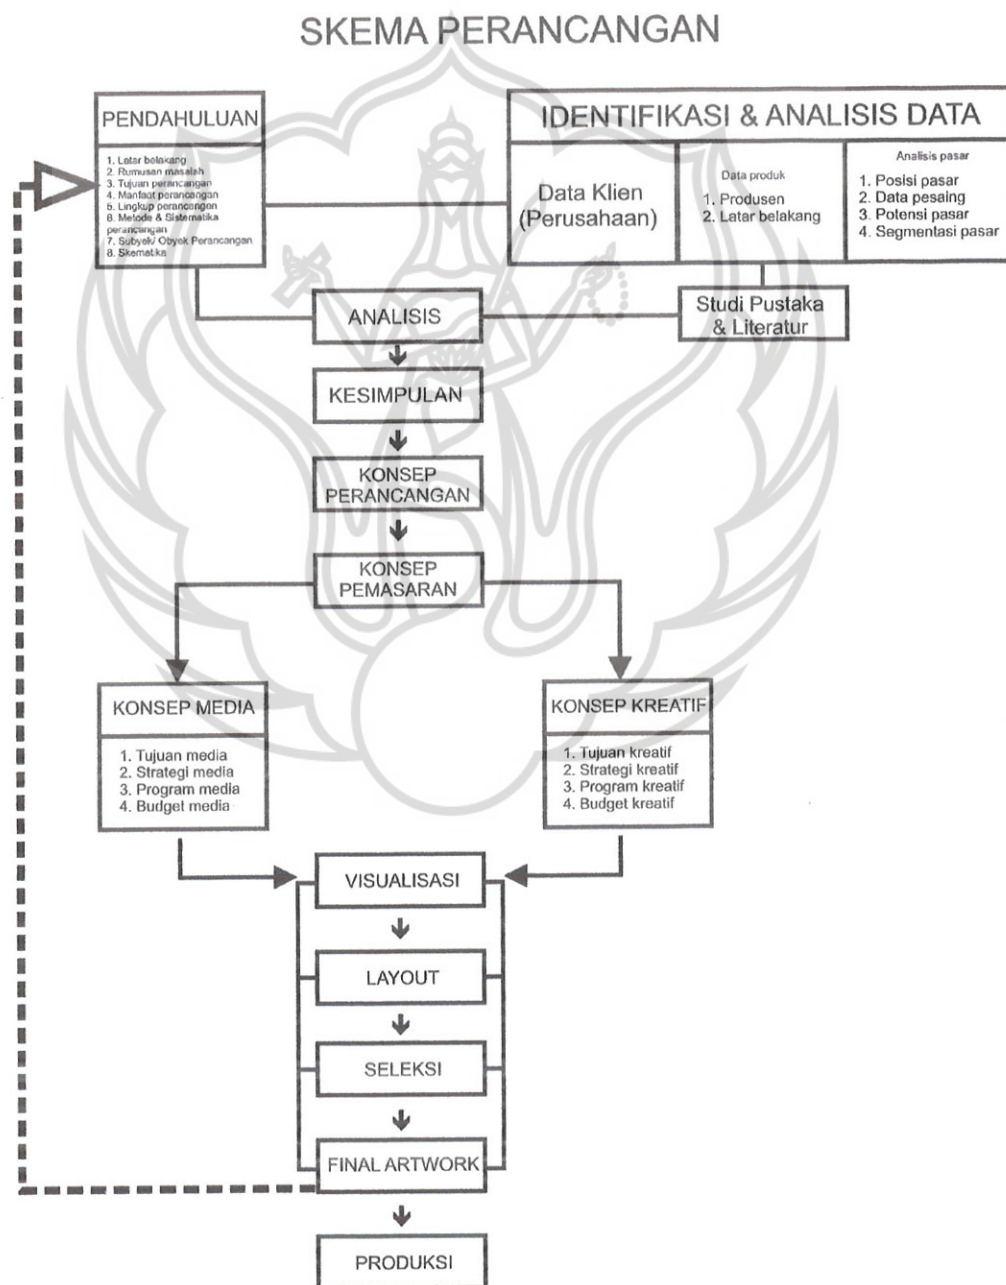 SKEMA PERANCANGAN
PENDAHULUAN
1. Latar belakang
2. Rumusan masalah
3. Tujuan perancangan
4. Manfaat perancangan
5. Lingkup perancangan
6. Metode & Sistematika
perancangan
7. Subyek/ Obyek Perancangan
8. Skematika
IDENTIFIKASI & ANALISIS DATA
Data Klien
(Perusahaan)
Data produk
1. Produsen
2. Latar belakang
Analisis pasar
1. Posisi pasar
2. Data pesaing
3. Potensi pasar
4. Segmentasi pasar
Studi Pustaka
& Literatur
ANALISIS
KESIMPULAN
KONSEP
PERANCANGAN
KONSEP
PEMASARAN
KONSEP MEDIA
1. Tujuan media
2. Strategi media
3. Program media
4. Budget media
KONSEP KREATIF
1. Tujuan kreatif
2. Strategi kreatif
3. Program kreatif
4. Budget kreatif
VISUALISASI
LAYOUT
SELEKSI
FINAL ARTWORK
PRODUKSI